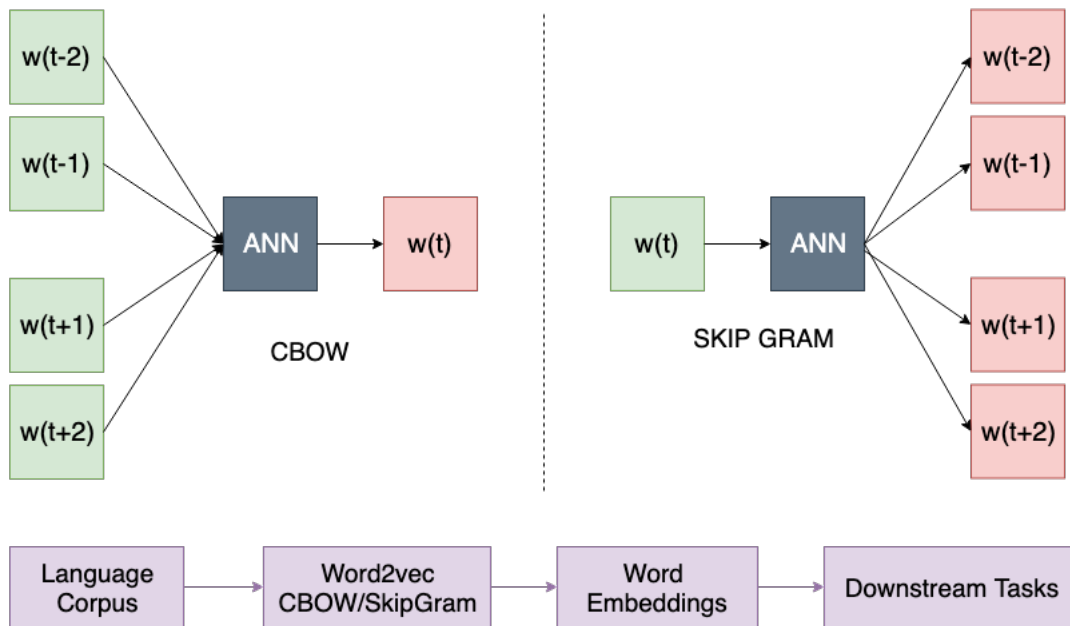 w(t-2)
w(t-1)
w(t+1)
w(t+2)
ANN
w(t)
CBOW
w(t)
ANN
SKIP GRAM
w(t-2)
w(t-1)
w(t+1)
w(t+2)
Language
Corpus
Word2vec
CBOW/SkipGram
Word
Embeddings
Downstream Tasks